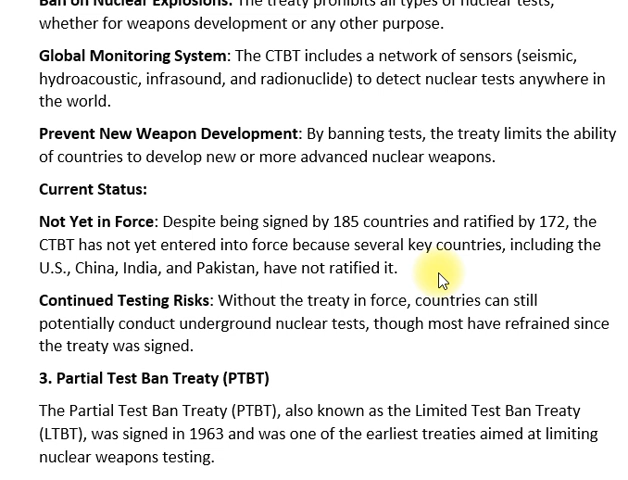 Ban on Nuclear Explosions: The treaty prohibits all types of nuclear tests,
whether for weapons development or any other purpose.
Global Monitoring System: The CTBT includes a network of sensors (seismic,
hydroacoustic, infrasound, and radionuclide) to detect nuclear tests anywhere in
the world.
Prevent New Weapon Development: By banning tests, the treaty limits the ability
of countries to develop new or more advanced nuclear weapons.
Current Status:
Not Yet in Force: Despite being signed by 185 countries and ratified by 172, the
CTBT has not yet entered into force because several key countries, including the
U.S., China, India, and Pakistan, have not ratified it.
Continued Testing Risks: Without the treaty in force, countries can still
potentially conduct underground nuclear tests, though most have refrained since
the treaty was signed.
3. Partial Test Ban Treaty (PTBT)
The Partial Test Ban Treaty (PTBT), also known as the Limited Test Ban Treaty
(LTBT), was signed in 1963 and was one of the earliest treaties aimed at limiting
nuclear weapons testing.